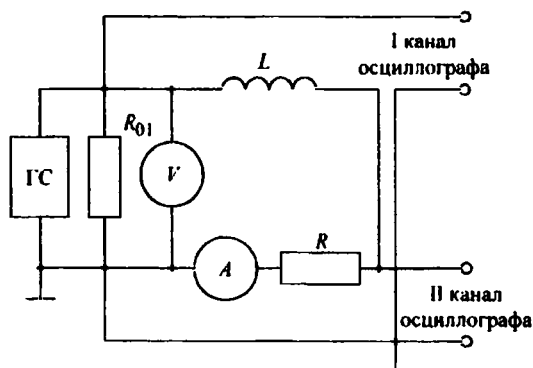 I канал
осциллографа
L
R01
ГС
V
R
A
II канал
осциллографа